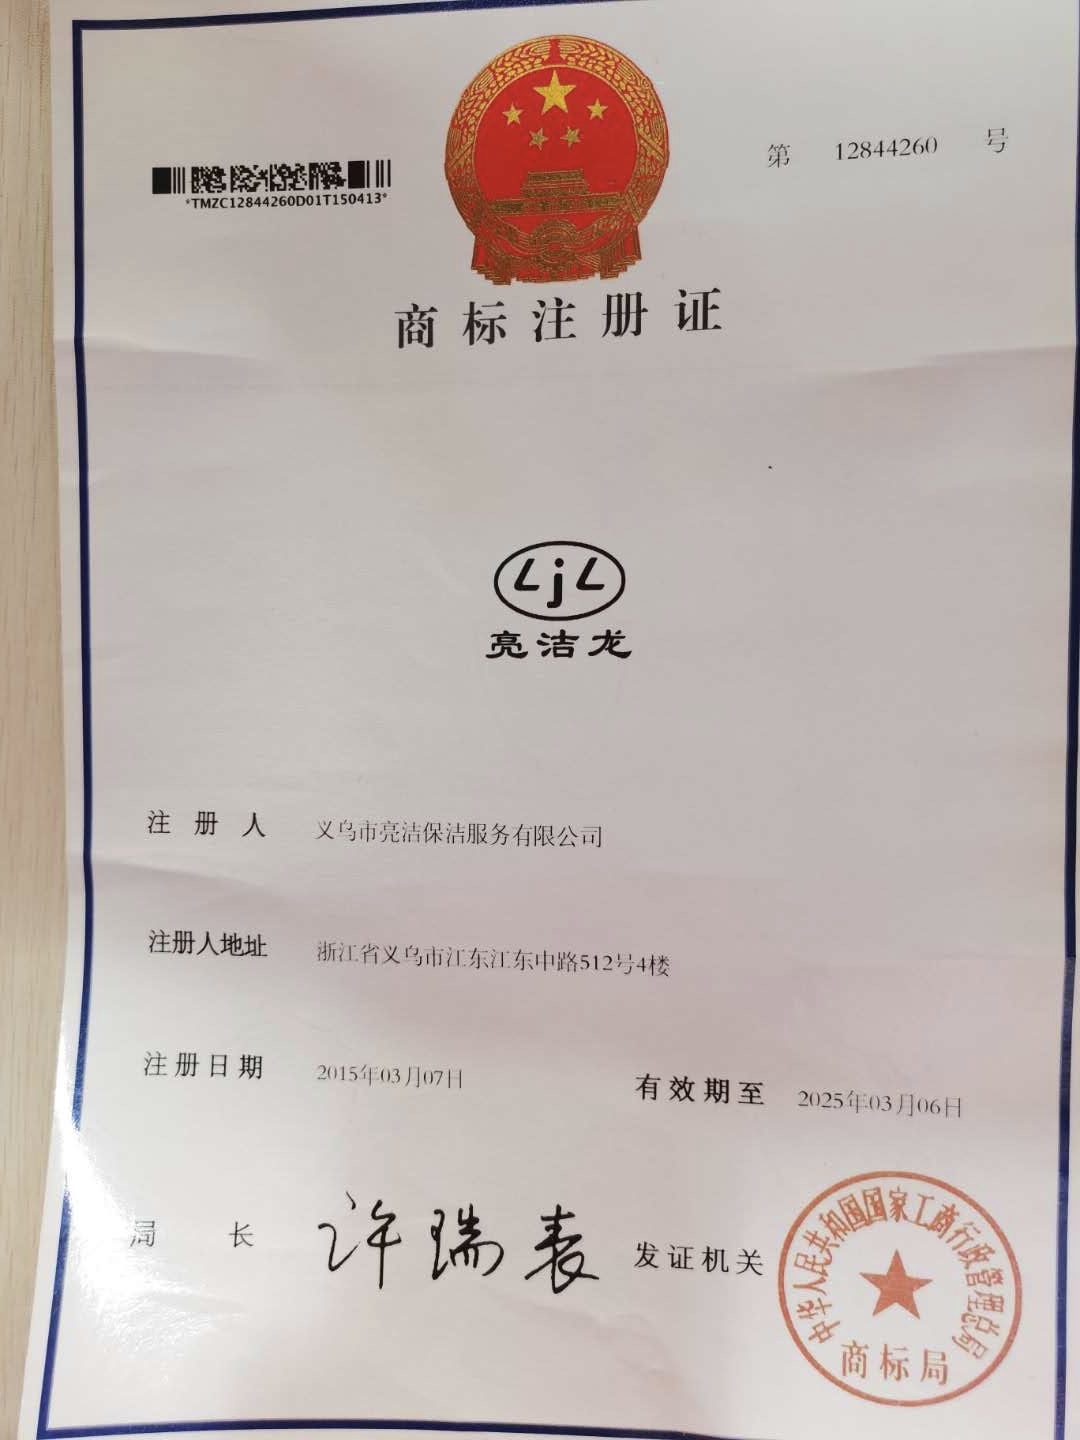 第 12844260 号
*TMZC12844260D01T150413*
商标注册证
LjL
亮洁龙
注册人 义乌市亮洁保洁服务有限公司
注册人地址 浙江省义乌市江东江东中路512号4楼
注册日期 2015年03月07日 有效期至 2025年03月06日
局长 许瑞表 发证机关
中华人民共和国国家工商行政管理总局
商标局